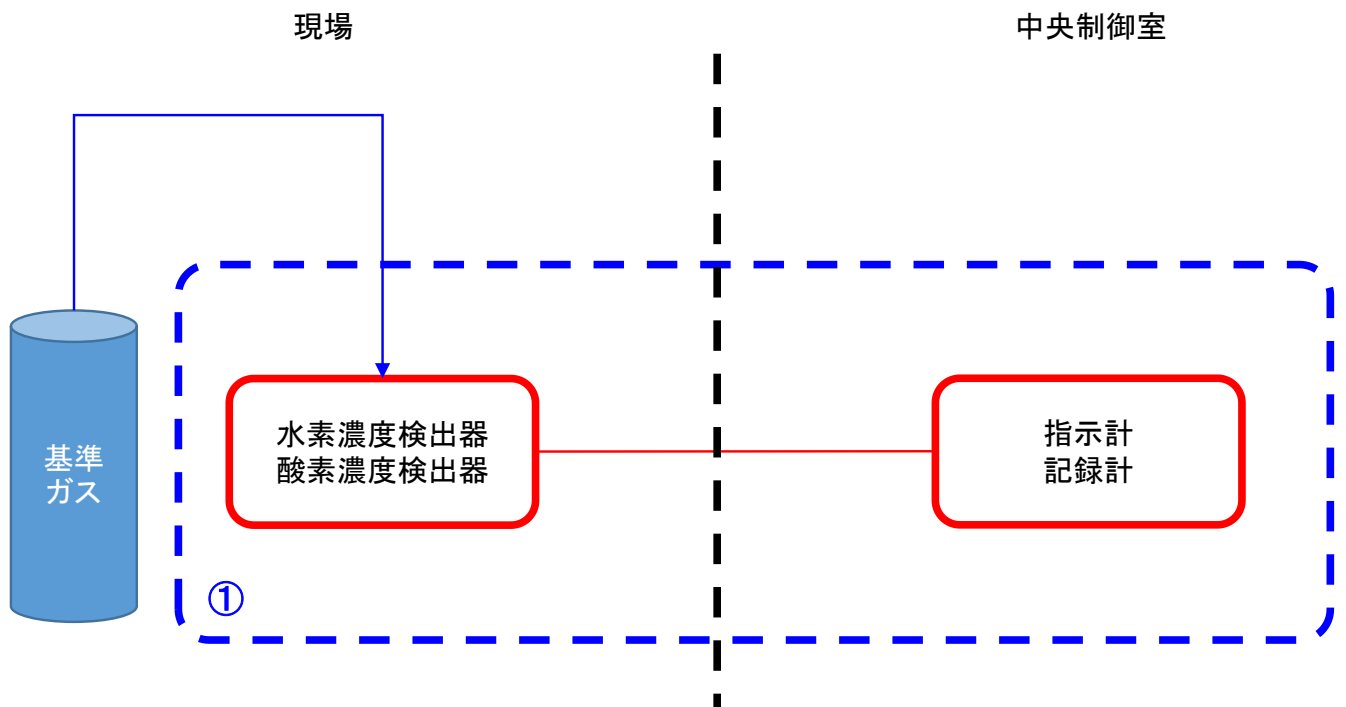 現場
中央制御室
基準
ガス
水素濃度検出器
酸素濃度検出器
指示計
記録計
①